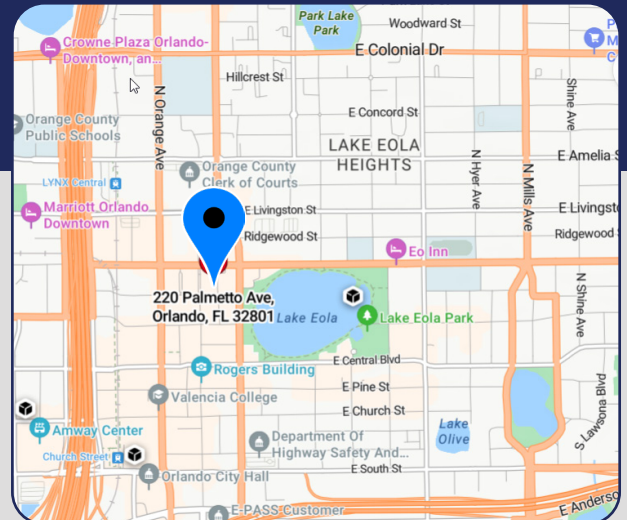 Park Lake
Park
Woodward St
Crowne Plaza Orlando-
Downtown, an...
E Colonial Dr
Hillcrest St
N Orange Ave
Shine Ave
E Concord St
Orange County
Public Schools
LAKE EOLA
HEIGHTS
N Hyer Ave
N Mills Ave
E Amelia S
Orange County
Clerk of Courts
LYNX Central
Marriott Orlando
Downtown
E Livingston St
E Livingst
Ridgewood St
Ridgewood
Eo Inn
220 Palmetto Ave,
Orlando, FL 32801
Lake Eola
Lake Eola Park
N Shine Ave
E Central Blvd
Rogers Building
E Pine St
Valencia College
E Church St
S Lawsona Blvd
Amway Center
Lake
Olive
Department Of
Highway Safety And...
Church Street
E South St
Orlando City Hall
E Anderso
E-PASS Customer